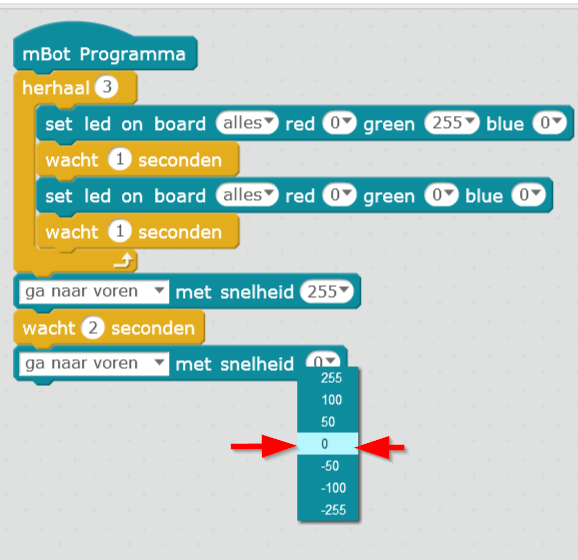 mBot Programma
herhaal 3
set led on board alles red 0 green 255 blue 0
wacht 1 seconden
set led on board alles red 0 green 0 blue 0
wacht 1 seconden
ga naar voren met snelheid 255
wacht 2 seconden
ga naar voren met snelheid 0
255
100
50
0
-50
-100
-255